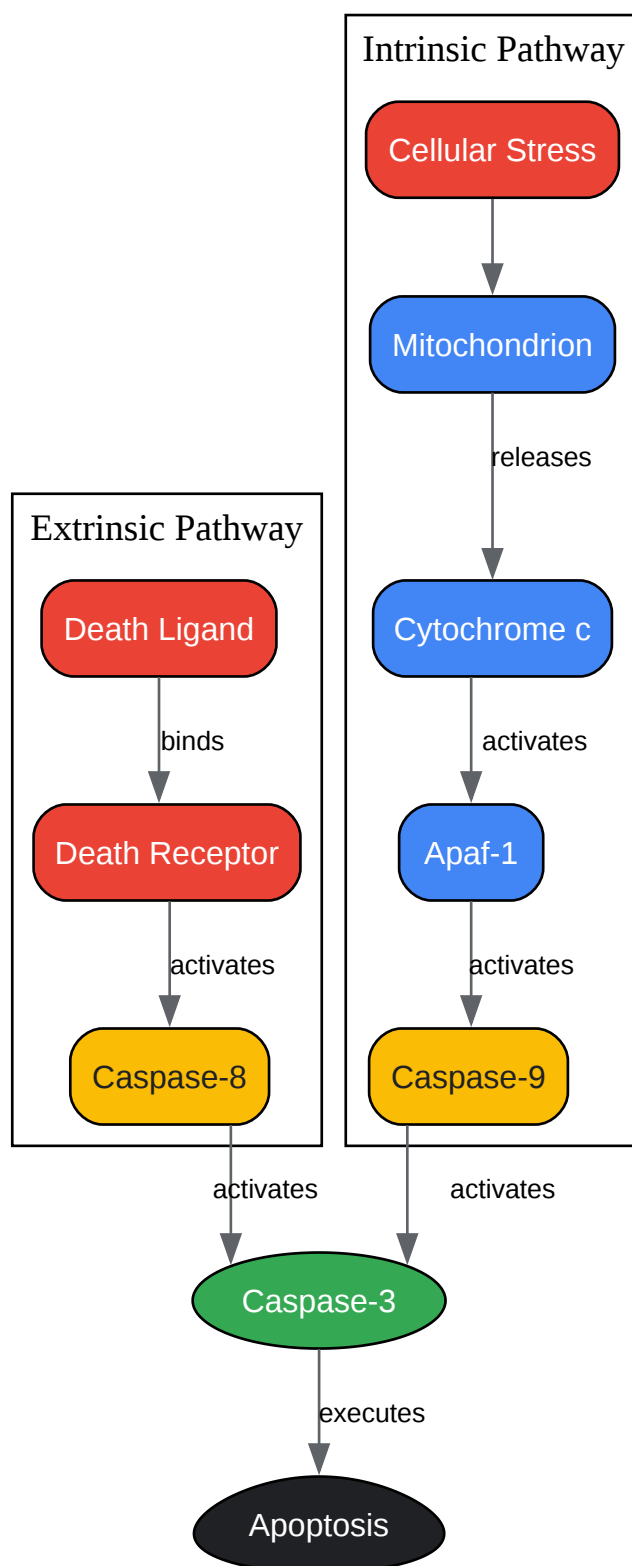 Intrinsic Pathway
Cellular Stress
Mitochondrion
releases
Cytochrome c
activates
Apaf-1
activates
Caspase-9
activates
Extrinsic Pathway
Death Ligand
binds
Death Receptor
activates
Caspase-8
activates
Caspase-3
executes
Apoptosis